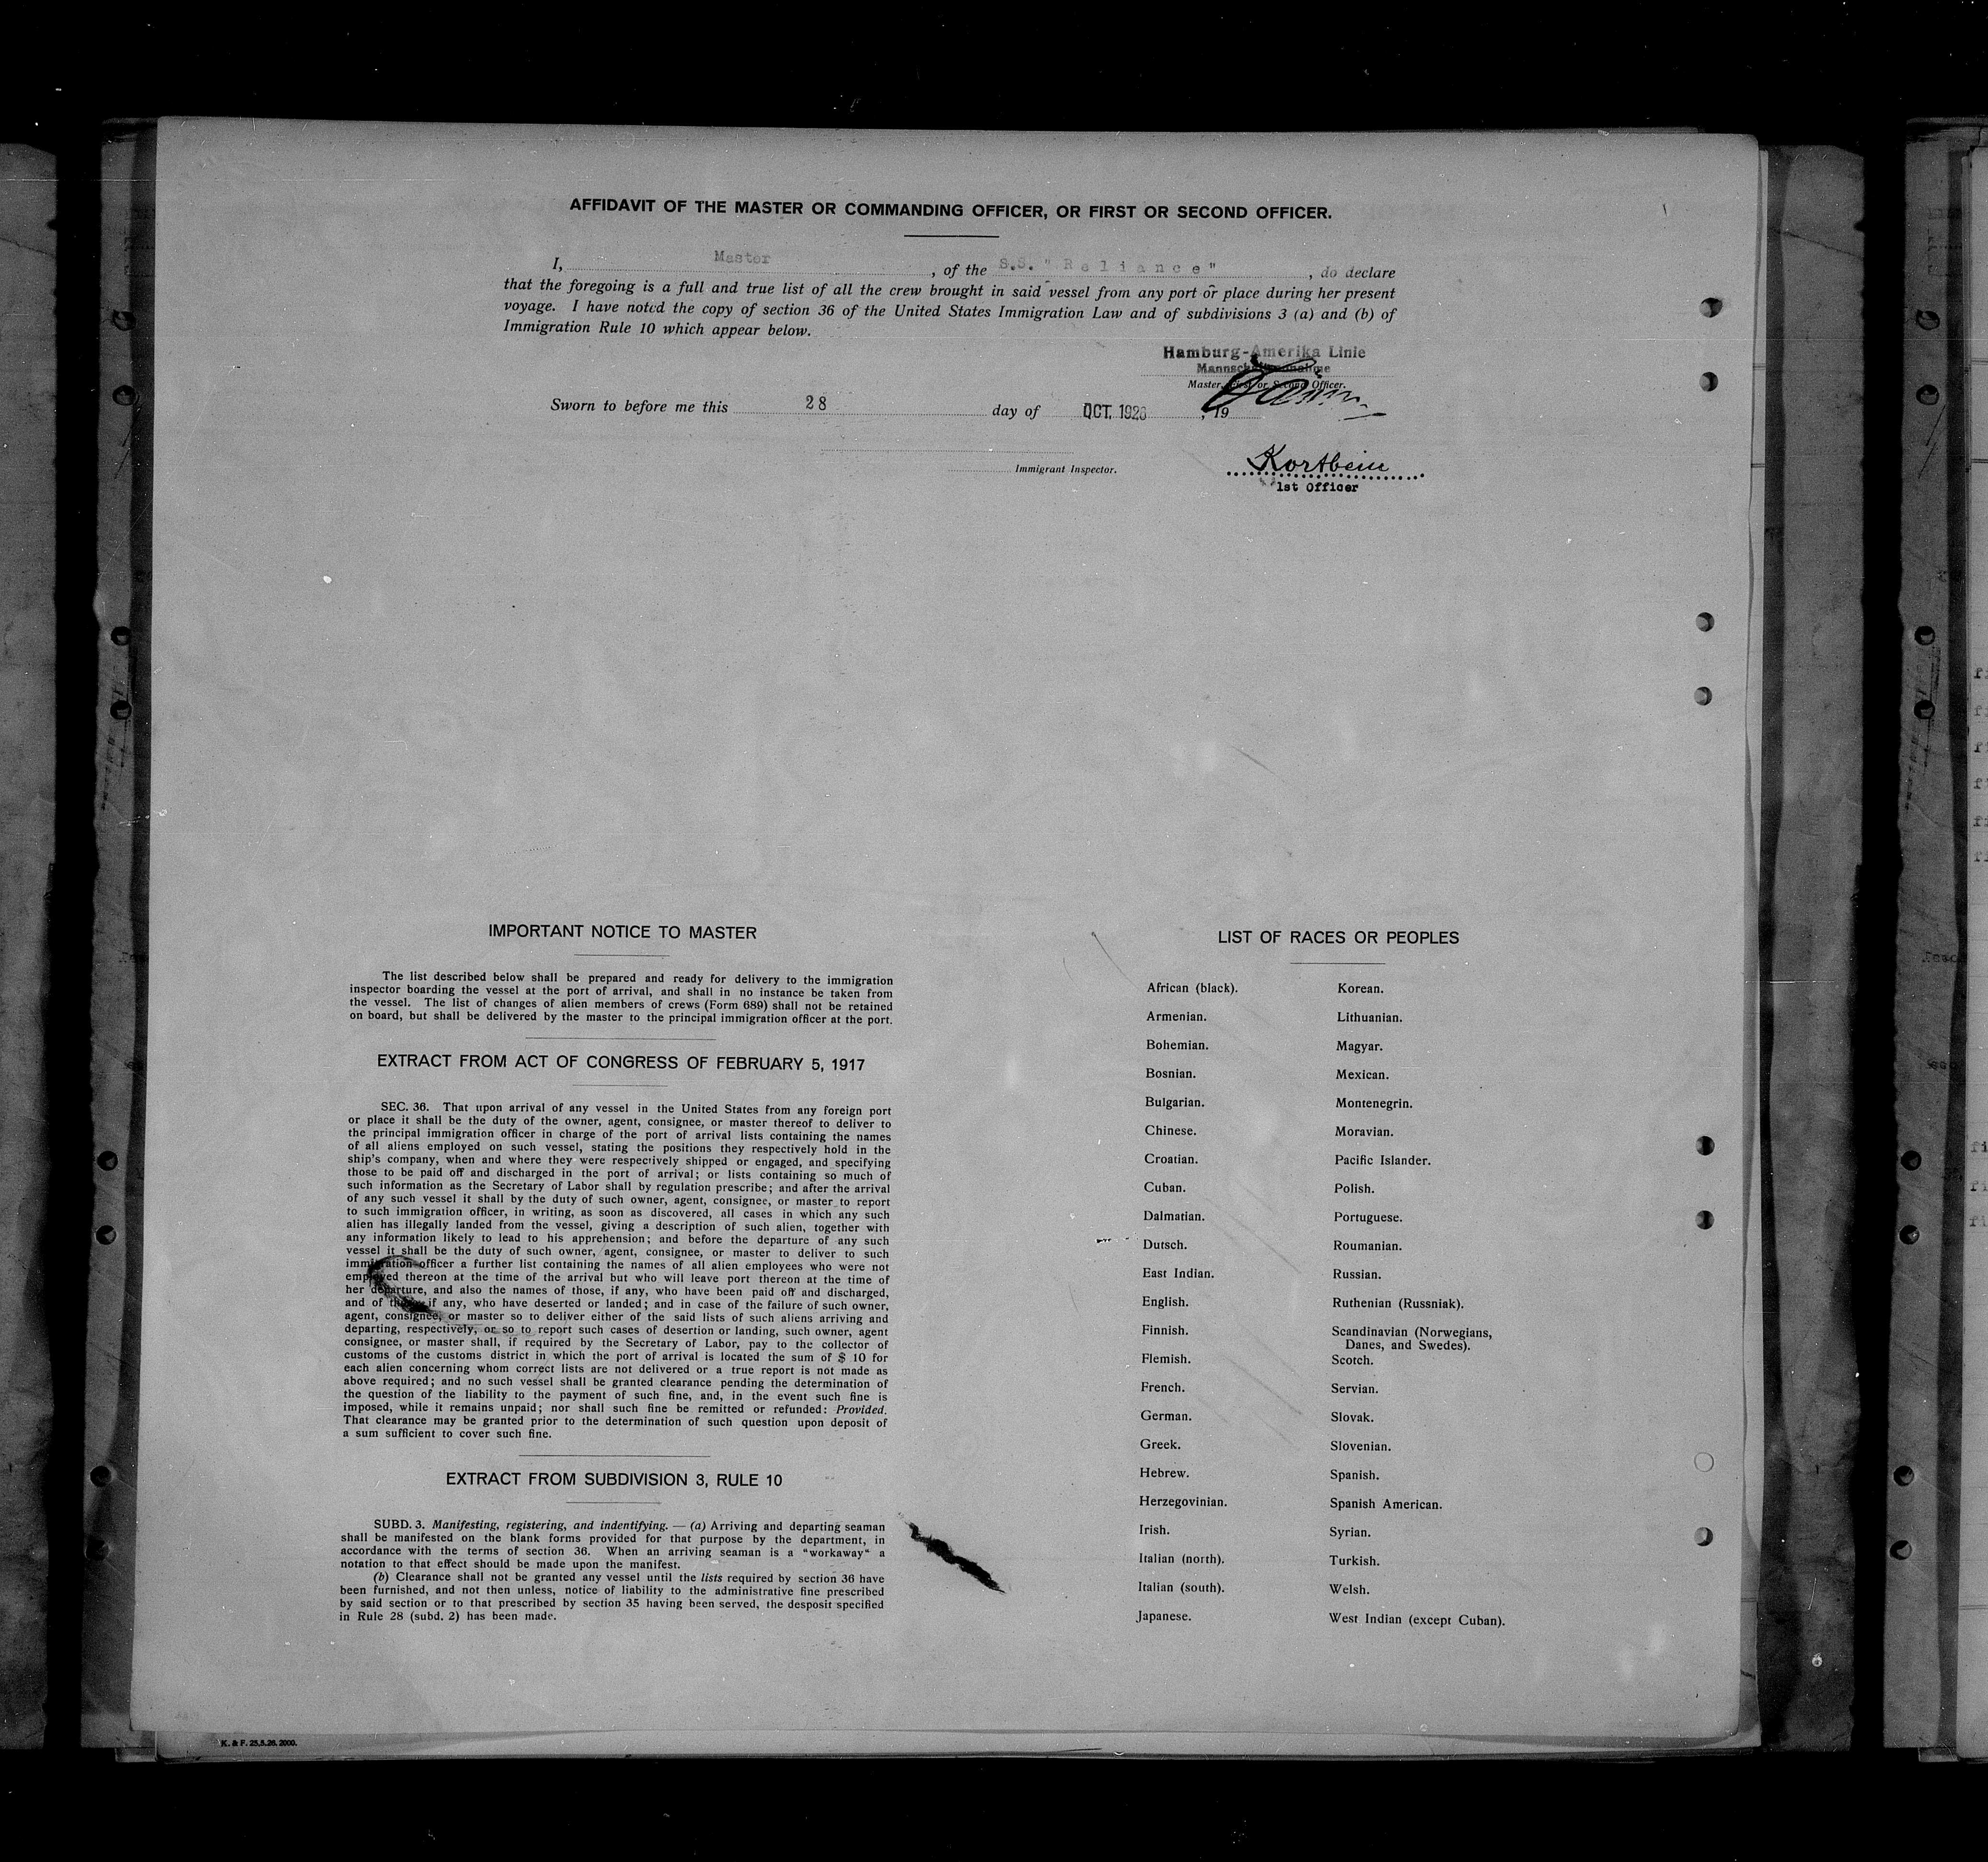 AFFIDAVIT OF THE MASTER OR COMMANDING OFFICER, OR FIRST OR SECOND OFFICER.
I, Master, of the S.S. "Reliance", do declare
that the foregoing is a full and true list of all the crew brought in said vessel from any port or place during her present
voyage. I have noted the copy of section 36 of the United States Immigration Law and of subdivisions 3 (a) and (b) of
Immigration Rule 10 which appear below.
Hamburg-Amerika Linie
Master, First or Second Officer.
Sworn to before me this 28 day of OCT. 1926, 19
Immigrant Inspector.
Kortbein
1st Officer
IMPORTANT NOTICE TO MASTER
The list described below shall be prepared and ready for delivery to the immigration
inspector boarding the vessel at the port of arrival, and shall in no instance be taken from
the vessel. The list of changes of alien members of crews (Form 689) shall not be retained
on board, but shall be delivered by the master to the principal immigration officer at the port.
EXTRACT FROM ACT OF CONGRESS OF FEBRUARY 5, 1917
SEC. 36. That upon arrival of any vessel in the United States from any foreign port
or place it shall be the duty of the owner, agent, consignee, or master thereof to deliver to
the principal immigration officer in charge of the port of arrival lists containing the names
of all aliens employed on such vessel, stating the positions they respectively hold in the
ship's company, when and where they were respectively shipped or engaged, and specifying
those to be paid off and discharged in the port of arrival; or lists containing so much of
such information as the Secretary of Labor shall by regulation prescribe; and after the arrival
of any such vessel it shall by the duty of such owner, agent, consignee, or master to report
to such immigration officer, in writing, as soon as discovered, all cases in which any such
alien has illegally landed from the vessel, giving a description of such alien, together with
any information likely to lead to his apprehension; and before the departure of any such
vessel it shall be the duty of such owner, agent, consignee, or master to deliver to such
immigration officer a further list containing the names of all alien employees who were not
employed thereon at the time of the arrival but who will leave port thereon at the time of
her departure, and also the names of those, if any, who have been paid off and discharged,
and of those, if any, who have deserted or landed; and in case of the failure of such owner,
agent, consignee, or master so to deliver either of the said lists of such aliens arriving and
departing, respectively, or so to report such cases of desertion or landing, such owner, agent
consignee, or master shall, if required by the Secretary of Labor, pay to the collector of
customs of the customs district in which the port of arrival is located the sum of $ 10 for
each alien concerning whom correct lists are not delivered or a true report is not made as
above required; and no such vessel shall be granted clearance pending the determination of
the question of the liability to the payment of such fine, and, in the event such fine is
imposed, while it remains unpaid; nor shall such fine be remitted or refunded: Provided.
That clearance may be granted prior to the determination of such question upon deposit of
a sum sufficient to cover such fine.
EXTRACT FROM SUBDIVISION 3, RULE 10
SUBD. 3. Manifesting, registering, and indentifying. — (a) Arriving and departing seaman
shall be manifested on the blank forms provided for that purpose by the department, in
accordance with the terms of section 36. When an arriving seaman is a "workaway" a
notation to that effect should be made upon the manifest.
(b) Clearance shall not be granted any vessel until the lists required by section 36 have
been furnished, and not then unless, notice of liability to the administrative fine prescribed
by said section or to that prescribed by section 35 having been served, the desposit specified
in Rule 28 (subd. 2) has been made.
LIST OF RACES OR PEOPLES
African (black).
Armenian.
Bohemian.
Bosnian.
Bulgarian.
Chinese.
Croatian.
Cuban.
Dalmatian.
Dutsch.
East Indian.
English.
Finnish.
Flemish.
French.
German.
Greek.
Hebrew.
Herzegovinian.
Irish.
Italian (north).
Italian (south).
Japanese.
Korean.
Lithuanian.
Magyar.
Mexican.
Montenegrin.
Moravian.
Pacific Islander.
Polish.
Portuguese.
Roumanian.
Russian.
Ruthenian (Russniak).
Scandinavian (Norwegians,
Danes, and Swedes).
Scotch.
Servian.
Slovak.
Slovenian.
Spanish.
Spanish American.
Syrian.
Turkish.
Welsh.
West Indian (except Cuban).
K. & F. 25.5.26. 2000.